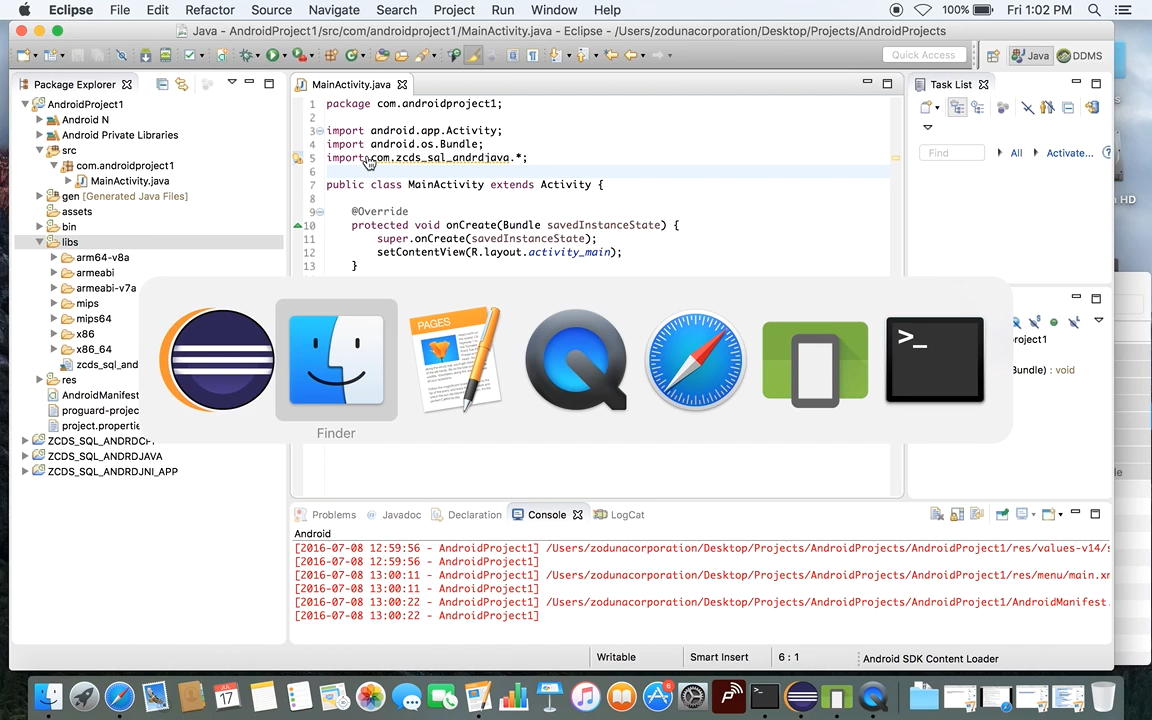 Eclipse File Edit Refactor Source Navigate Search Project Run Window Help 100% Fri 1:02 PM
Java - AndroidProject1/src/com/androidproject1/MainActivity.java - Eclipse - /Users/zodunacorporation/Desktop/Projects/AndroidProjects
Quick Access Java DDMS
Package Explorer
AndroidProject1
Android N
Android Private Libraries
src
com.androidproject1
MainActivity.java
gen [Generated Java Files]
assets
bin
libs
arm64-v8a
armeabi
armeabi-v7a
mips
mips64
x86
x86_64
zcds_sql_and
res
AndroidManifest
proguard-projec
project.propertie
ZCDS_SQL_ANDRDCP
ZCDS_SQL_ANDRDJAVA
ZCDS_SQL_ANDRDJNI_APP
MainActivity.java
1 package com.androidproject1;
2
3 import android.app.Activity;
4 import android.os.Bundle;
5 import com.zcds_sql_andrdjava.*;
6
7 public class MainActivity extends Activity {
8
9 @Override
10 protected void onCreate(Bundle savedInstanceState) {
11 super.onCreate(savedInstanceState);
12 setContentView(R.layout.activity_main);
13 }
Task List
Find All Activate...
roject1
Bundle) : void
PAGES
>_
Finder
Problems Javadoc Declaration Console LogCat
Android
[2016-07-08 12:59:56 - AndroidProject1] /Users/zodunacorporation/Desktop/Projects/AndroidProjects/AndroidProject1/res/values-v14/s
[2016-07-08 12:59:56 - AndroidProject1]
[2016-07-08 13:00:11 - AndroidProject1] /Users/zodunacorporation/Desktop/Projects/AndroidProjects/AndroidProject1/res/menu/main.xm
[2016-07-08 13:00:11 - AndroidProject1]
[2016-07-08 13:00:22 - AndroidProject1] /Users/zodunacorporation/Desktop/Projects/AndroidProjects/AndroidProject1/AndroidManifest.
[2016-07-08 13:00:22 - AndroidProject1]
Writable Smart Insert 6 : 1 Android SDK Content Loader
17